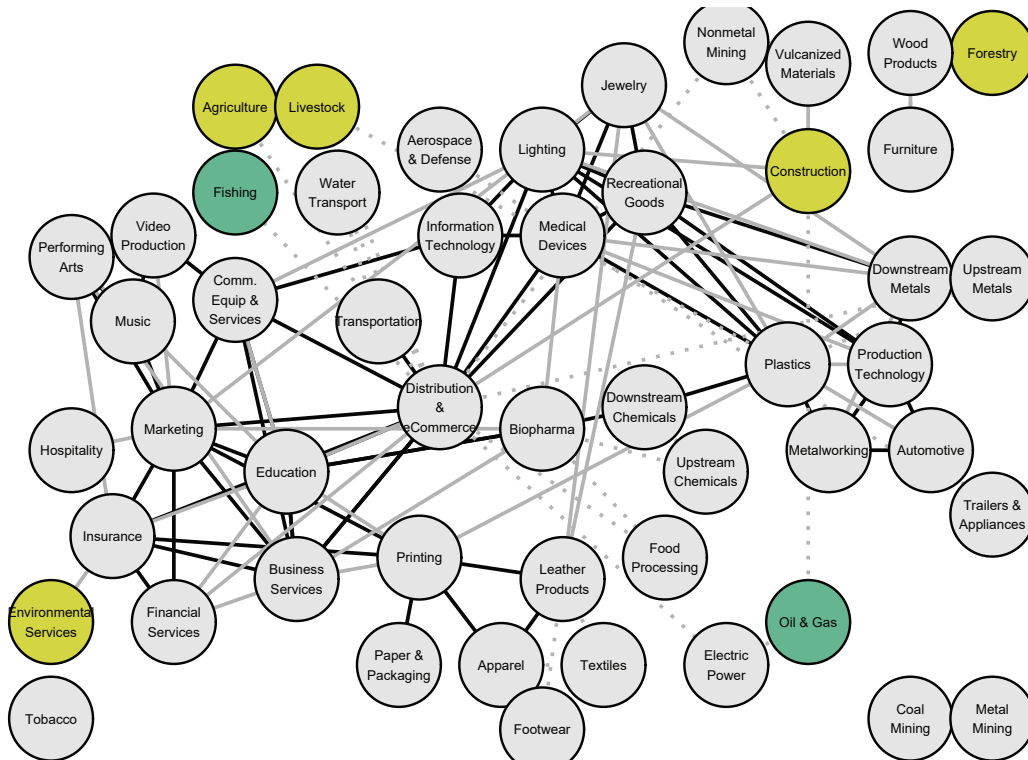 Nonmetal
Mining
Vulcanized
Materials
Wood
Products
Forestry
Jewelry
Agriculture
Livestock
Aerospace
& Defense
Lighting
Furniture
Construction
Fishing
Water
Transport
Recreational
Goods
Video
Production
Performing
Arts
Information
Technology
Medical
Devices
Comm.
Equip &
Services
Downstream
Metals
Upstream
Metals
Music
Transportation
Plastics
Production
Technology
Distribution
&
eCommerce
Downstream
Chemicals
Marketing
Biopharma
Hospitality
Education
Metalworking
Automotive
Upstream
Chemicals
Trailers &
Appliances
Insurance
Printing
Food
Processing
Business
Services
Leather
Products
Environmental
Services
Financial
Services
Oil & Gas
Paper &
Packaging
Apparel
Textiles
Electric
Power
Tobacco
Footwear
Coal
Mining
Metal
Mining